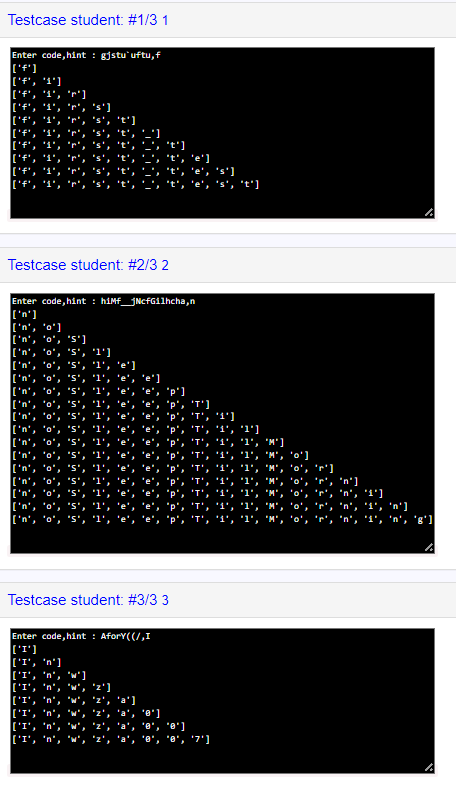 Testcase student: #1/3 1
Enter code,hint : gjstu`uftu,f
['f']
['f', 'i']
['f', 'i', 'r']
['f', 'i', 'r', 's']
['f', 'i', 'r', 's', 't']
['f', 'i', 'r', 's', 't', '_']
['f', 'i', 'r', 's', 't', '_', 't']
['f', 'i', 'r', 's', 't', '_', 't', 'e']
['f', 'i', 'r', 's', 't', '_', 't', 'e', 's']
['f', 'i', 'r', 's', 't', '_', 't', 'e', 's', 't']
Testcase student: #2/3 2
Enter code,hint : hiMf__jNcfGilhcha,n
['n']
['n', 'o']
['n', 'o', 'S']
['n', 'o', 'S', 'l']
['n', 'o', 'S', 'l', 'e']
['n', 'o', 'S', 'l', 'e', 'e']
['n', 'o', 'S', 'l', 'e', 'e', 'p']
['n', 'o', 'S', 'l', 'e', 'e', 'p', 'T']
['n', 'o', 'S', 'l', 'e', 'e', 'p', 'T', 'i']
['n', 'o', 'S', 'l', 'e', 'e', 'p', 'T', 'i', 'l']
['n', 'o', 'S', 'l', 'e', 'e', 'p', 'T', 'i', 'l', 'M']
['n', 'o', 'S', 'l', 'e', 'e', 'p', 'T', 'i', 'l', 'M', 'o']
['n', 'o', 'S', 'l', 'e', 'e', 'p', 'T', 'i', 'l', 'M', 'o', 'r']
['n', 'o', 'S', 'l', 'e', 'e', 'p', 'T', 'i', 'l', 'M', 'o', 'r', 'n']
['n', 'o', 'S', 'l', 'e', 'e', 'p', 'T', 'i', 'l', 'M', 'o', 'r', 'n', 'i']
['n', 'o', 'S', 'l', 'e', 'e', 'p', 'T', 'i', 'l', 'M', 'o', 'r', 'n', 'i', 'n']
['n', 'o', 'S', 'l', 'e', 'e', 'p', 'T', 'i', 'l', 'M', 'o', 'r', 'n', 'i', 'n', 'g']
Testcase student: #3/3 3
Enter code,hint : AforY((/,I
['I']
['I', 'n']
['I', 'n', 'w']
['I', 'n', 'w', 'z']
['I', 'n', 'w', 'z', 'a']
['I', 'n', 'w', 'z', 'a', '0']
['I', 'n', 'w', 'z', 'a', '0', '0']
['I', 'n', 'w', 'z', 'a', '0', '0', '7']